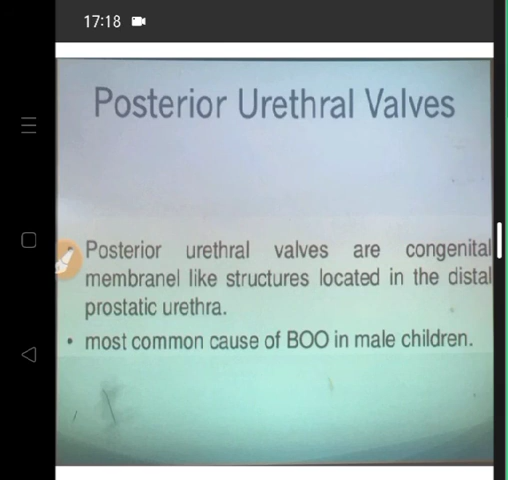 17:18
Posterior Urethral Valves
• Posterior urethral valves are congenital
membranel like structures located in the distal
prostatic urethra.
• most common cause of BOO in male children.